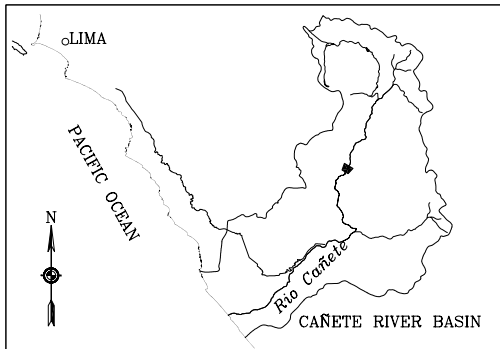 LIMA
PACIFIC OCEAN
N
Rio Cañete
CAÑETE RIVER BASIN